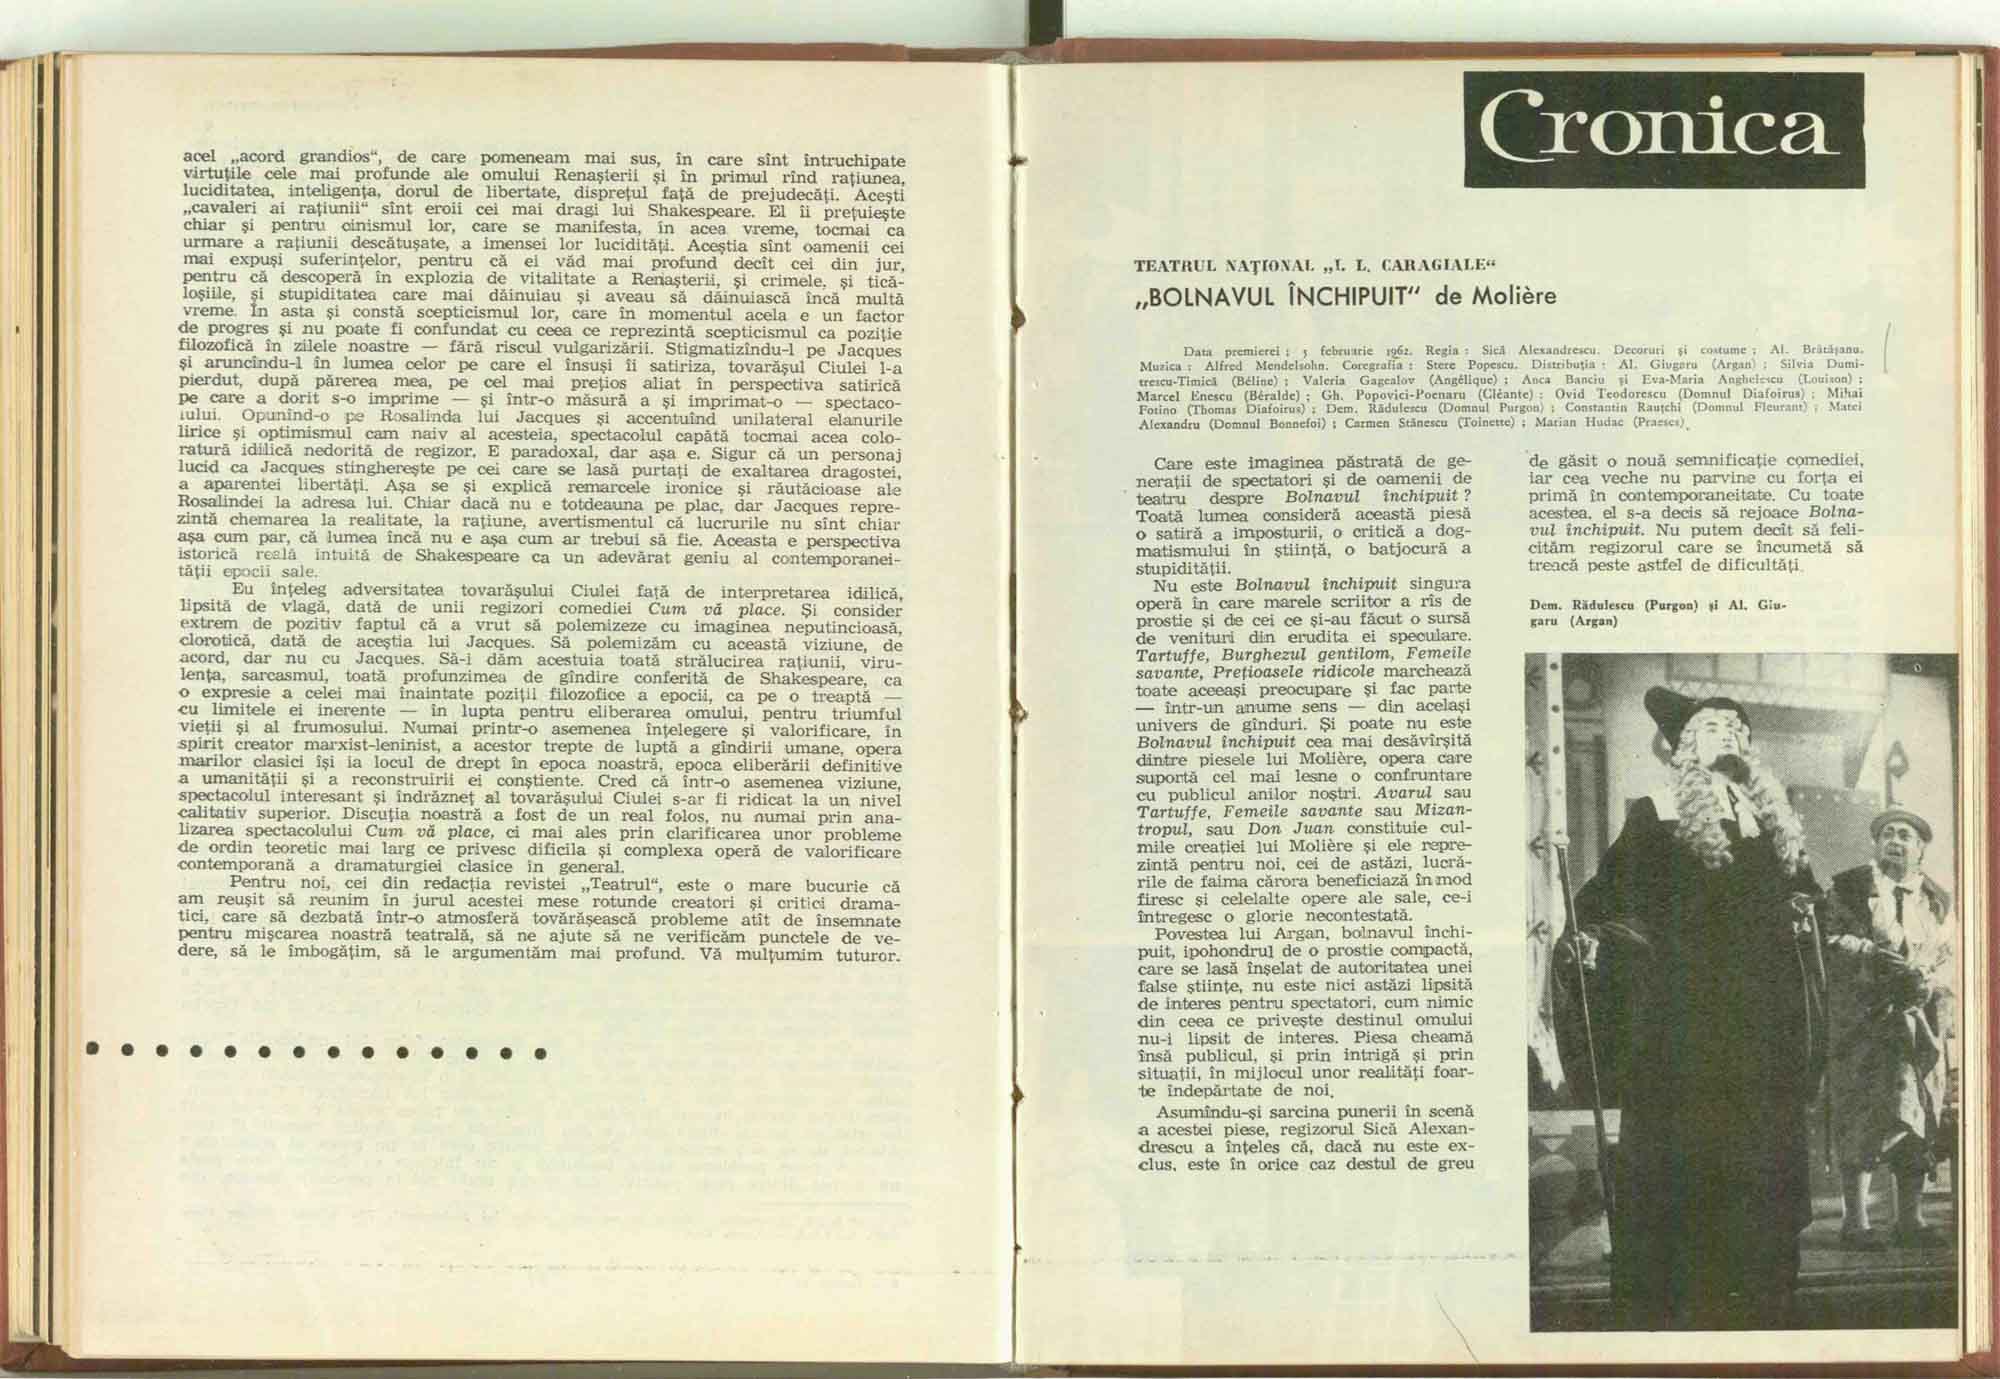 acel „acord grandios“, de care pomeneam mai sus, în care sînt întruchipate
virtuțile cele mai profunde ale omului Renașterii și în primul rînd rațiunea,
luciditatea, inteligența, dorul de libertate, disprețul față de prejudecăți. Acești
„cavaleri ai rațiunii“ sînt eroii cei mai dragi lui Shakespeare. El îi prețuiește
chiar și pentru cinismul lor, care se manifesta, în acea vreme, tocmai ca
urmare a rațiunii descătușate, a imensei lor lucidități. Aceștia sînt oamenii cei
mai expuși suferințelor, pentru că ei văd mai profund decît cei din jur,
pentru că descoperă în explozia de vitalitate a Renașterii, și crimele, și tică-
loșiile, și stupiditatea care mai dăinuiau și aveau să dăinuiască încă multă
vreme. În asta și constă scepticismul lor, care în momentul acela e un factor
de progres și nu poate fi confundat cu ceea ce reprezintă scepticismul ca poziție
filozofică în zilele noastre — fără riscul vulgarizării. Stigmatizîndu-l pe Jacques
și aruncîndu-l în lumea celor pe care el însuși îi satiriza, tovarășul Ciulei l-a
pierdut, după părerea mea, pe cel mai prețios aliat în perspectiva satirică
pe care a dorit s-o imprime — și într-o măsură a și imprimat-o — spectaco-
lului. Opunînd-o pe Rosalinda lui Jacques și accentuînd unilateral elanurile
lirice și optimismul cam naiv al acesteia, spectacolul capătă tocmai acea colo-
ratură idilică nedorită de regizor. E paradoxal, dar așa e. Sigur că un personaj
lucid ca Jacques stingherește pe cei care se lasă purtați de exaltarea dragostei,
a aparentei libertăți. Așa se și explică remarcele ironice și răutăcioase ale
Rosalindei la adresa lui. Chiar dacă nu e totdeauna pe plac, dar Jacques repre-
zintă chemarea la realitate, la rațiune, avertismentul că lucrurile nu sînt chiar
așa cum par, că lumea încă nu e așa cum ar trebui să fie. Aceasta e perspectiva
istorică reală intuită de Shakespeare ca un adevărat geniu al contemporanei-
tății epocii sale.
Eu înțeleg adversitatea tovarășului Ciulei față de interpretarea idilică,
lipsită de vlagă, dată de unii regizori comediei Cum vă place. Și consider
extrem de pozitiv faptul că a vrut să polemizeze cu imaginea neputincioasă,
clorotică, dată de aceștia lui Jacques. Să polemizăm cu această viziune, de
acord, dar nu cu Jacques. Să-i dăm acestuia toată strălucirea rațiunii, viru-
lența, sarcasmul, toată profunzimea de gîndire conferită de Shakespeare, ca
o expresie a celei mai înaintate poziții filozofice a epocii, ca pe o treaptă —
cu limitele ei inerente — în lupta pentru eliberarea omului, pentru triumful
vieții și al frumosului. Numai printr-o asemenea înțelegere și valorificare, în
spirit creator marxist-leninist, a acestor trepte de luptă a gîndirii umane, opera
marilor clasici își ia locul de drept în epoca noastră, epoca eliberării definitive
a umanității și a reconstruirii ei conștiente. Cred că într-o asemenea viziune,
spectacolul interesant și îndrăzneț al tovarășului Ciulei s-ar fi ridicat la un nivel
calitativ superior. Discuția noastră a fost de un real folos, nu numai prin ana-
lizarea spectacolului Cum vă place, ci mai ales prin clarificarea unor probleme
de ordin teoretic mai larg ce privesc dificila și complexa operă de valorificare
contemporană a dramaturgiei clasice în general.
Pentru noi, cei din redacția revistei „Teatrul“, este o mare bucurie că
am reușit să reunim în jurul acestei mese rotunde creatori și critici drama-
tici, care să dezbată într-o atmosferă tovărășească probleme atît de însemnate
pentru mișcarea noastră teatrală, să ne ajute să ne verificăm punctele de ve-
dere, să le îmbogățim, să le argumentăm mai profund. Vă mulțumim tuturor.
Cronica
TEATRUL NAȚIONAL „I. L. CARAGIALE“
„BOLNAVUL ÎNCHIPUIT“ de Molière
Data premierei : 3 februarie 1962. Regia : Sică Alexandrescu. Decoruri și costume : Al. Brătășanu.
Muzica : Alfred Mendelsohn. Coregrafia : Stere Popescu. Distribuția : Al. Giugaru (Argan) ; Silvia Dumi-
trescu-Timică (Béline) ; Valeria Gagealov (Angélique) ; Anca Banciu și Eva-Maria Anghelescu (Louison) ;
Marcel Enescu (Béralde) ; Gh. Popovici-Poenaru (Cléante) ; Ovid Teodorescu (Domnul Diafoirus) ; Mihai
Fotino (Thomas Diafoirus) ; Dem. Rădulescu (Domnul Purgon) ; Constantin Rauțchi (Domnul Fleurant) ; Matei
Alexandru (Domnul Bonnefoi) ; Carmen Stănescu (Toinette) ; Marian Hudac (Praeses).
Care este imaginea păstrată de ge-
nerații de spectatori și de oamenii de
teatru despre Bolnavul închipuit ?
Toată lumea consideră această piesă
o satiră a imposturii, o critică a dog-
matismului în știință, o batjocură a
stupidității.
Nu este Bolnavul închipuit singura
operă în care marele scriitor a rîs de
prostie și de cei ce și-au făcut o sursă
de venituri din erudita ei speculare.
Tartuffe, Burghezul gentilom, Femeile
savante, Prețioasele ridicole marchează
toate aceeași preocupare și fac parte
— într-un anume sens — din același
univers de gînduri. Și poate nu este
Bolnavul închipuit cea mai desăvîrșită
dintre piesele lui Molière, opera care
suportă cel mai lesne o confruntare
cu publicul anilor noștri. Avarul sau
Tartuffe, Femeile savante sau Mizan-
tropul, sau Don Juan constituie cul-
mile creației lui Molière și ele repre-
zintă pentru noi, cei de astăzi, lucră-
rile de faima cărora beneficiază în mod
firesc și celelalte opere ale sale, ce-i
întregesc o glorie necontestată.
Povestea lui Argan, bolnavul închi-
puit, ipohondrul de o prostie compactă,
care se lasă înșelat de autoritatea unei
false științe, nu este nici astăzi lipsită
de interes pentru spectatori, cum nimic
din ceea ce privește destinul omului
nu-i lipsit de interes. Piesa cheamă
însă publicul, și prin intrigă și prin
situații, în mijlocul unor realități foar-
te îndepărtate de noi.
Asumîndu-și sarcina punerii în scenă
a acestei piese, regizorul Sică Alexan-
drescu a înțeles că, dacă nu este ex-
clus, este în orice caz destul de greu
de găsit o nouă semnificație comediei,
iar cea veche nu parvine cu forța ei
primă în contemporaneitate. Cu toate
acestea, el s-a decis să rejoace Bolna-
vul închipuit. Nu putem decît să feli-
cităm regizorul care se încumetă să
treacă peste astfel de dificultăți.
Dem. Rădulescu (Purgon) și Al. Giu-
garu (Argan)